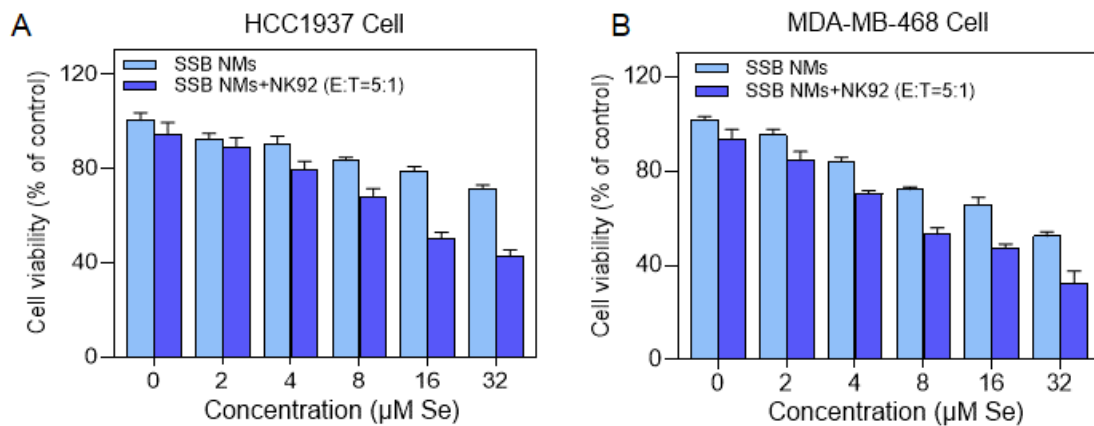 A
HCC1937 Cell
Cell viability (% of control)
120
80
40
0
SSB NMs
SSB NMs+NK92 (E:T=5:1)
0 2 4 8 16 32
Concentration (μM Se)
B
MDA-MB-468 Cell
Cell viability (% of control)
120
80
40
0
SSB NMs
SSB NMs+NK92 (E:T=5:1)
0 2 4 8 16 32
Concentration (μM Se)